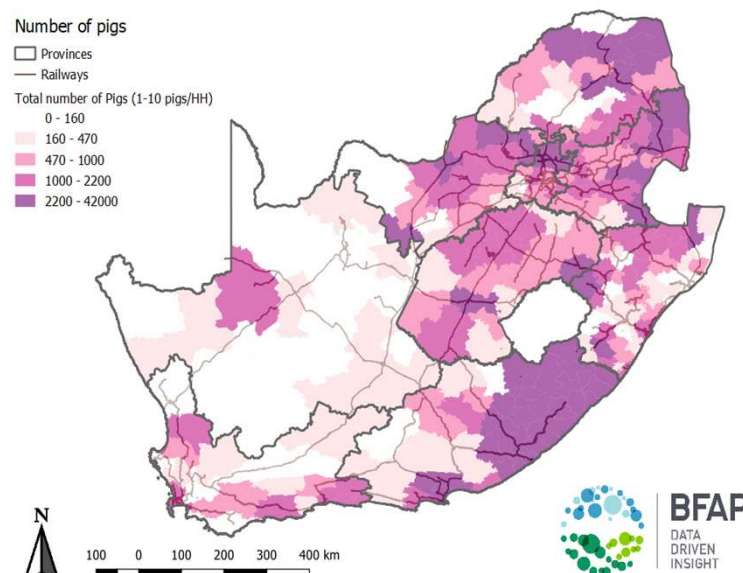 Number of pigs
Provinces
Railways
Total number of Pigs (1-10 pigs/HH)
0 - 160
160 - 470
470 - 1000
1000 - 2200
2200 - 42000
N
100 0 100 200 300 400 km
BFAP
DATA
DRIVEN
INSIGHT